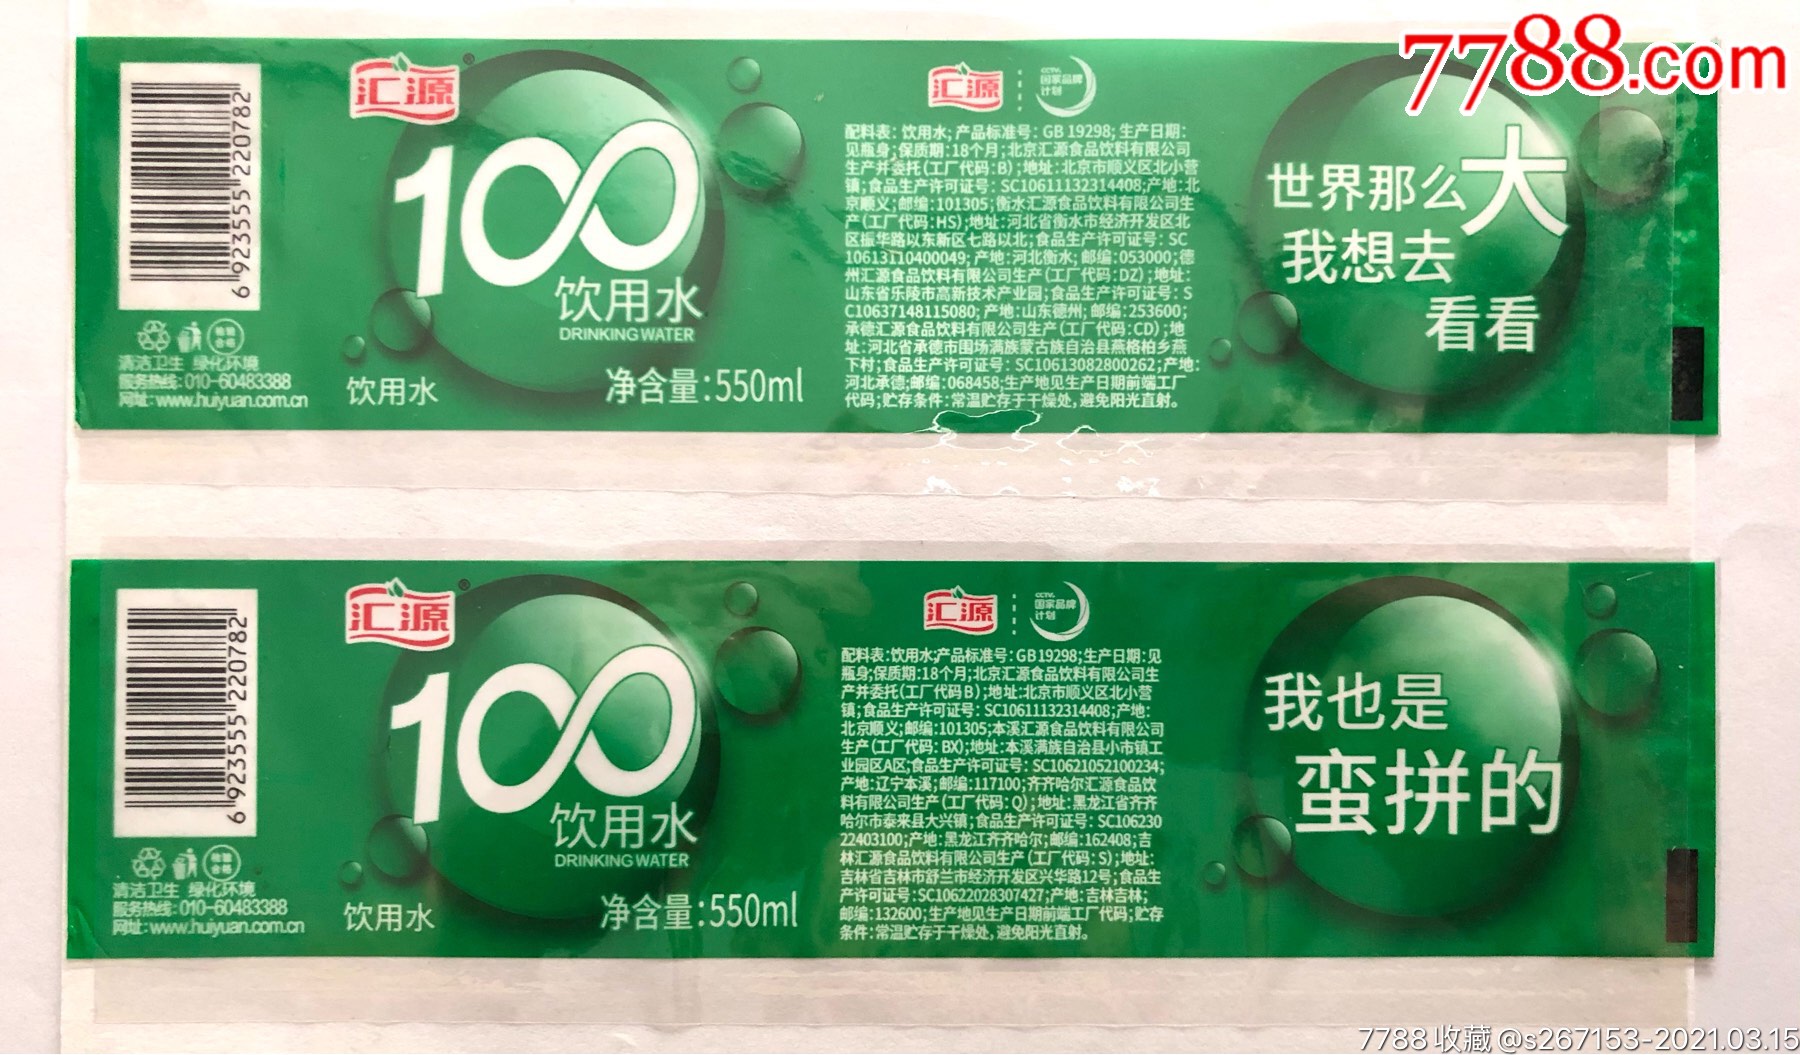 7788.com
汇源®
100
饮用水
DRINKING WATER
饮用水
净含量:550ml
6 923555 220782
检验
合格
清洁卫生 绿化环境
服务热线:010-60483388
网址:www.huiyuan.com.cn
汇源
CCTV.
国家品牌
计划
配料表:饮用水;产品标准号:GB 19298;生产日期:
见瓶身;保质期:18个月;北京汇源食品饮料有限公司
生产并委托(工厂代码:B);地址:北京市顺义区北小营
镇;食品生产许可证号:SC10611132314408;产地:北
京顺义;邮编:101305;衡水汇源食品饮料有限公司生
产(工厂代码:HS);地址:河北省衡水市经济开发区北
区振华路以东新区七路以北;食品生产许可证号:SC
10613110400049;产地:河北衡水;邮编:053000;德
州汇源食品饮料有限公司生产(工厂代码:DZ);地址:
山东省乐陵市高新技术产业园;食品生产许可证号:S
C10637148115080;产地:山东德州;邮编:253600;
承德汇源食品饮料有限公司生产(工厂代码:CD);地
址:河北省承德市围场满族蒙古族自治县燕格柏乡燕
下村;食品生产许可证号:SC10613082800262;产地:
河北承德;邮编:068458;生产地见生产日期前端工厂
代码;贮存条件:常温贮存于干燥处,避免阳光直射。
世界那么大
我想去
看看
汇源®
100
饮用水
DRINKING WATER
饮用水
净含量:550ml
6 923555 220782
检验
合格
清洁卫生 绿化环境
服务热线:010-60483388
网址:www.huiyuan.com.cn
汇源
CCTV.
国家品牌
计划
配料表:饮用水;产品标准号:GB19298;生产日期:见
瓶身;保质期:18个月;北京汇源食品饮料有限公司生
产并委托(工厂代码B);地址:北京市顺义区北小营
镇;食品生产许可证号:SC10611132314408;产地:
北京顺义;邮编:101305;本溪汇源食品饮料有限公司
生产(工厂代码:BX);地址:本溪满族自治县小市镇工
业园区A区;食品生产许可证号:SC10621052100234;
产地:辽宁本溪;邮编:117100;齐齐哈尔汇源食品饮
料有限公司生产(工厂代码:Q);地址:黑龙江省齐齐
哈尔市泰来县大兴镇;食品生产许可证号:SC106230
22403100;产地:黑龙江齐齐哈尔;邮编:162408;吉
林汇源食品饮料有限公司生产(工厂代码:S);地址:
吉林省吉林市舒兰市经济开发区兴华路12号;食品生
产许可证号:SC10622028307427;产地:吉林吉林;
邮编:132600;生产地见生产日期前端工厂代码;贮存
条件:常温贮存于干燥处,避免阳光直射。
我也是
蛮拼的
7788 收藏 @s267153-2021.03.15